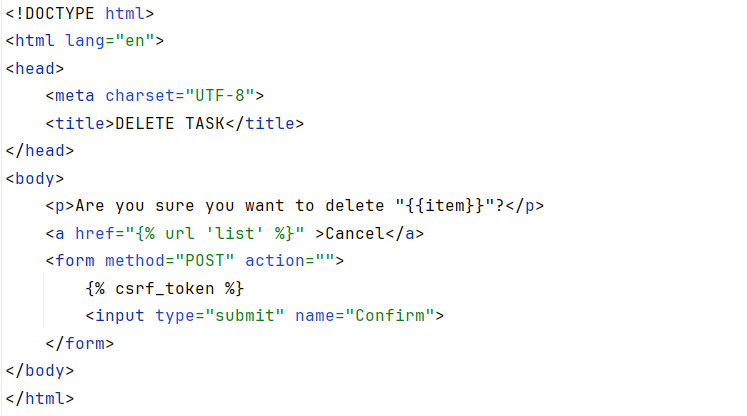 <!DOCTYPE html>
<html lang="en">
<head>
    <meta charset="UTF-8">
    <title>DELETE TASK</title>
</head>
<body>
    <p>Are you sure you want to delete "{{item}}"?</p>
    <a href="{% url 'list' %}" >Cancel</a>
    <form method="POST" action="">
        {% csrf_token %}
        <input type="submit" name="Confirm">
    </form>
</body>
</html>